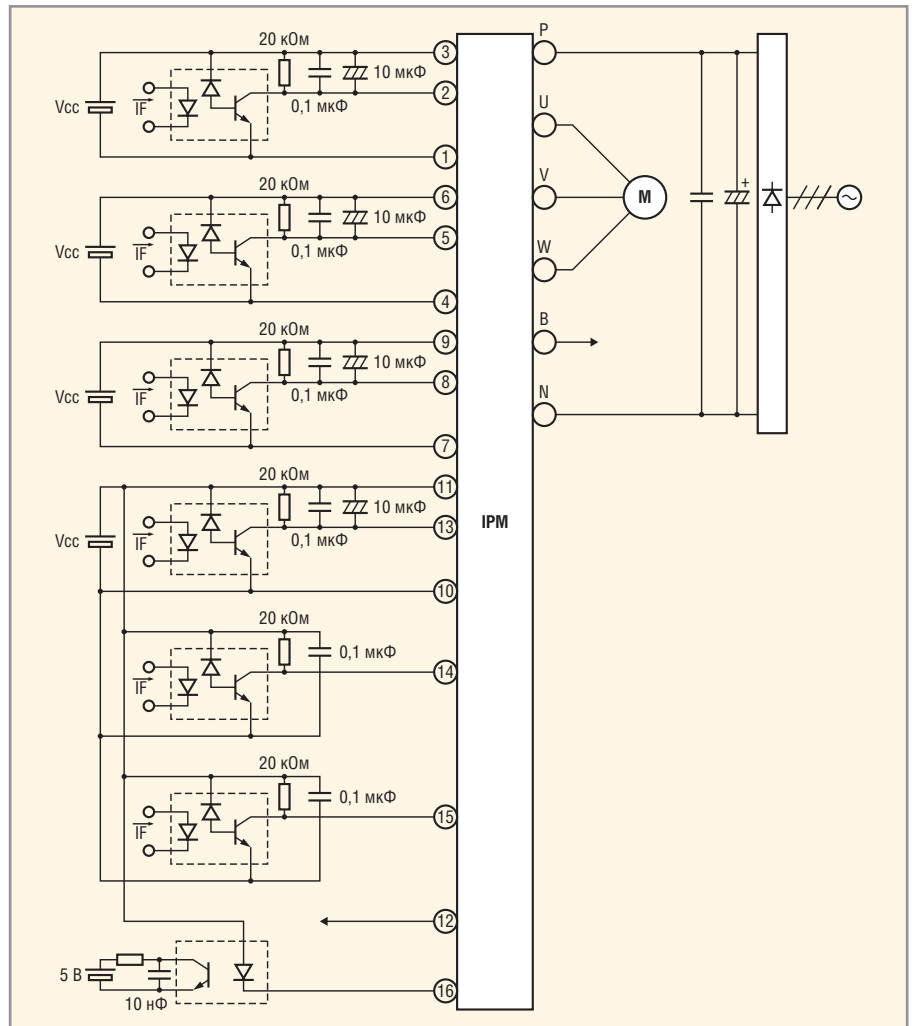 20 кОм
3
P
10 мкФ
2
Vcc
IF
0,1 мкФ
U
1
20 кОм
6
V
M
+
10 мкФ
5
Vcc
IF
0,1 мкФ
W
4
20 кОм
9
B
10 мкФ
8
Vcc
IF
0,1 мкФ
N
7
20 кОм
11
10 мкФ
13
IPM
Vcc
IF
0,1 мкФ
10
20 кОм
0,1 мкФ
14
IF
20 кОм
0,1 мкФ
15
IF
12
5 В
10 нФ
16